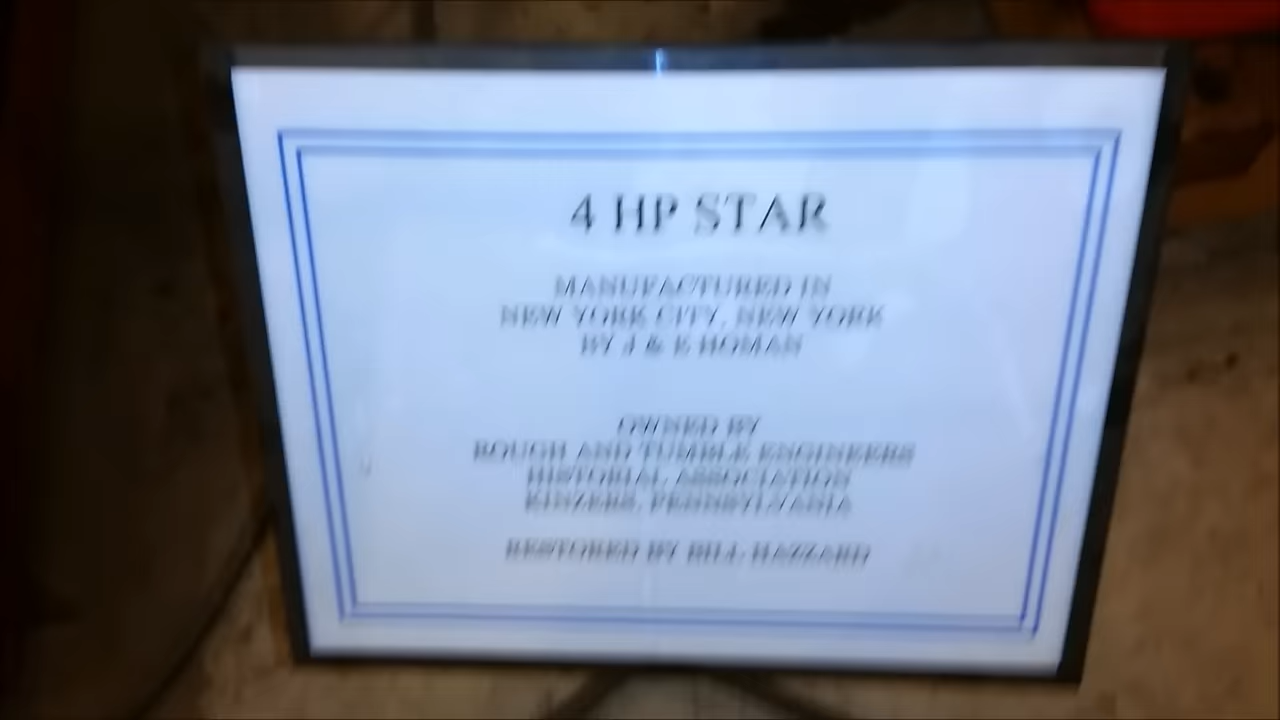 4 HP STAR
MANUFACTURED IN
NEW YORK CITY, NEW YORK
BY J & E HOMAN
OWNED BY
ROUGH AND TUMBLE ENGINEERS
HISTORIAL ASSOCIATION
KINZERS, PENNSYLVANIA
RESTORED BY BILL HAZZARD